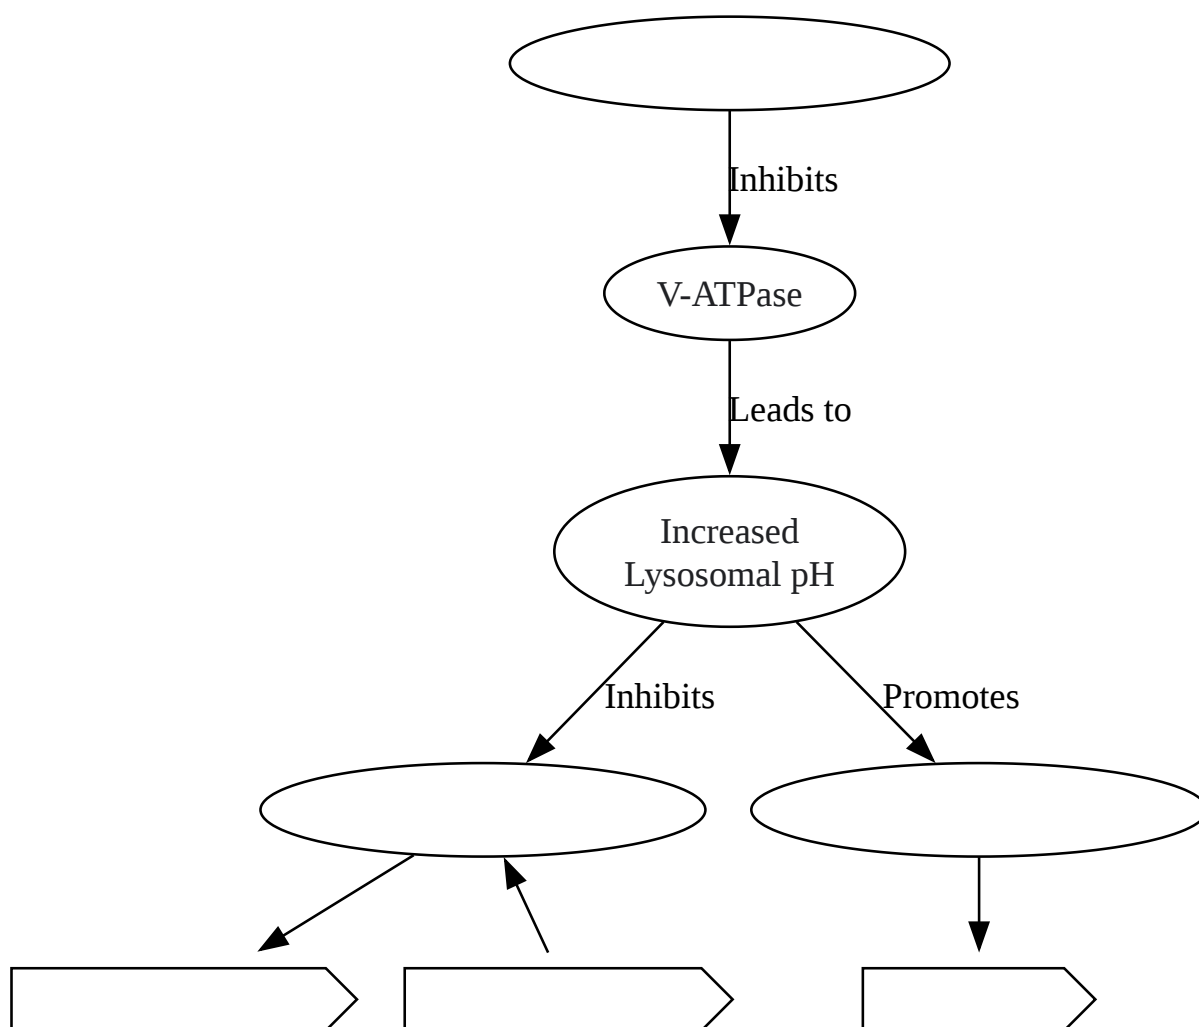 Inhibits
V-ATPase
Leads to
Increased
Lysosomal pH
Inhibits
Promotes